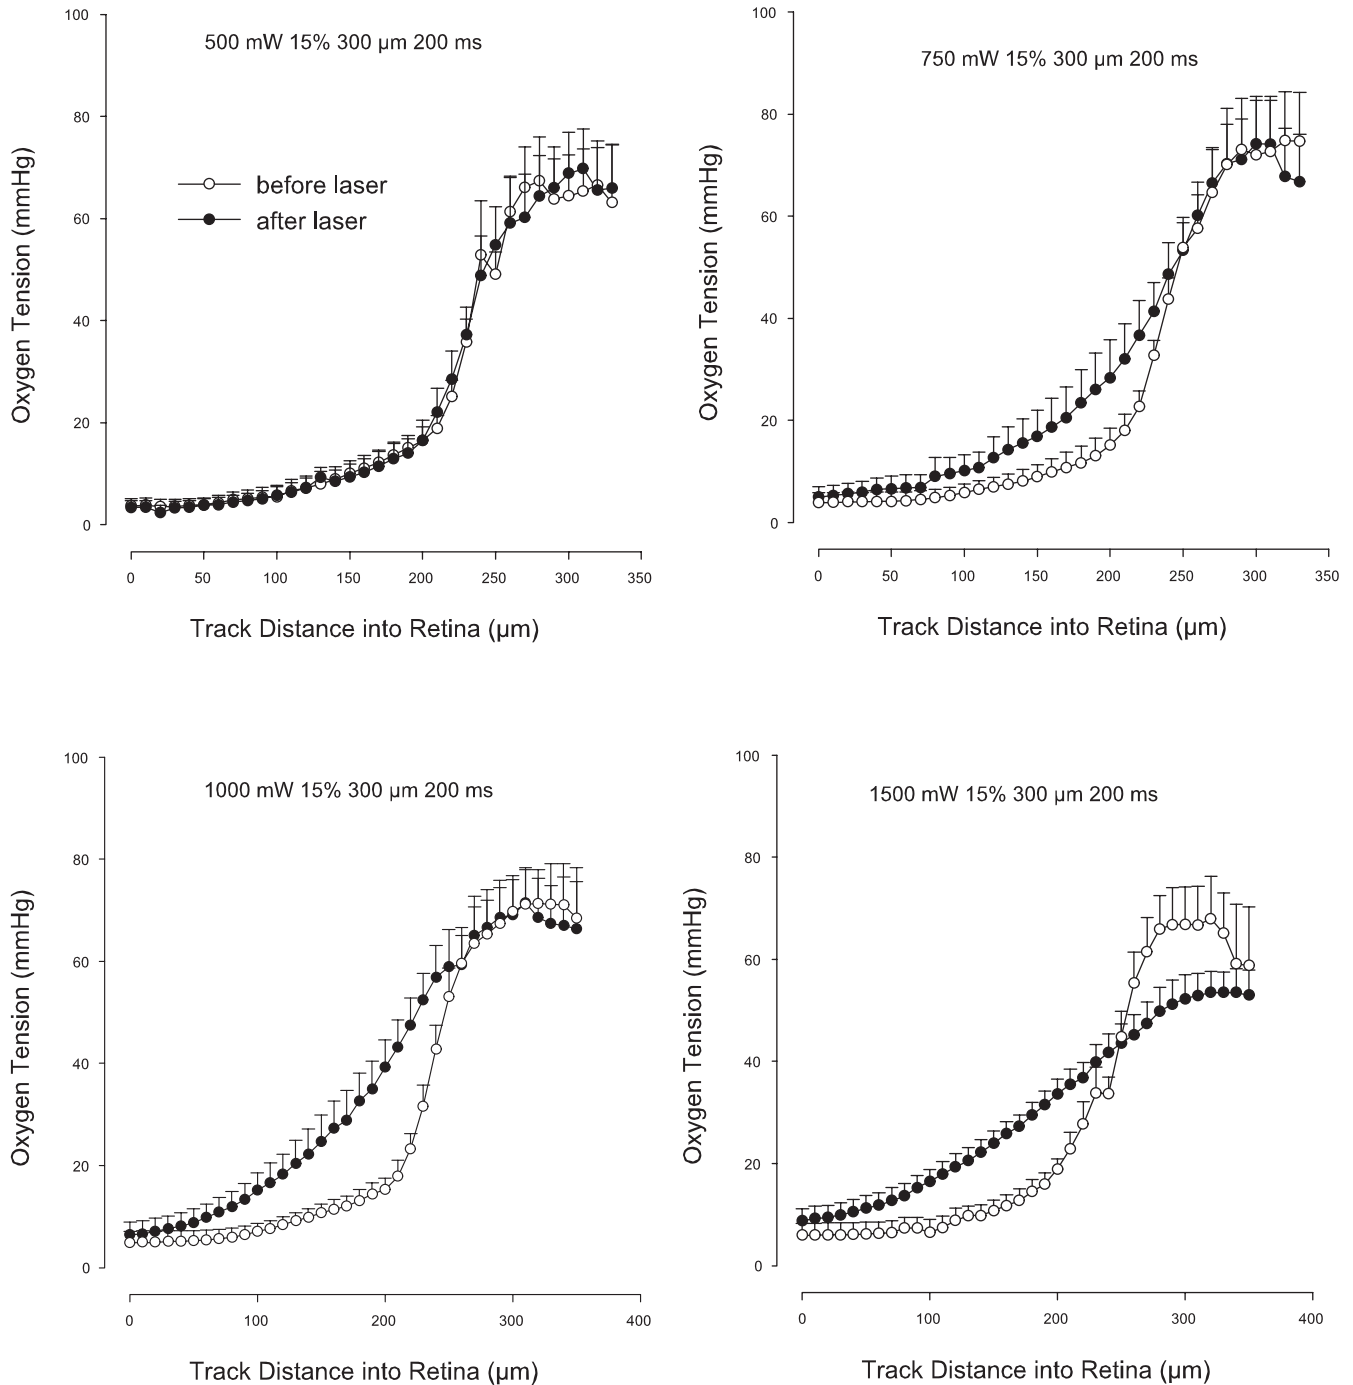 100
80
60
40
20
0
Oxygen Tension (mmHg)
500 mW 15% 300 µm 200 ms
before laser
after laser
0 50 100 150 200 250 300 350
Track Distance into Retina (µm)
100
80
60
40
20
0
Oxygen Tension (mmHg)
750 mW 15% 300 µm 200 ms
0 50 100 150 200 250 300 350
Track Distance into Retina (µm)
100
80
60
40
20
0
Oxygen Tension (mmHg)
1000 mW 15% 300 µm 200 ms
0 100 200 300 400
Track Distance into Retina (µm)
100
80
60
40
20
0
Oxygen Tension (mmHg)
1500 mW 15% 300 µm 200 ms
0 100 200 300 400
Track Distance into Retina (µm)